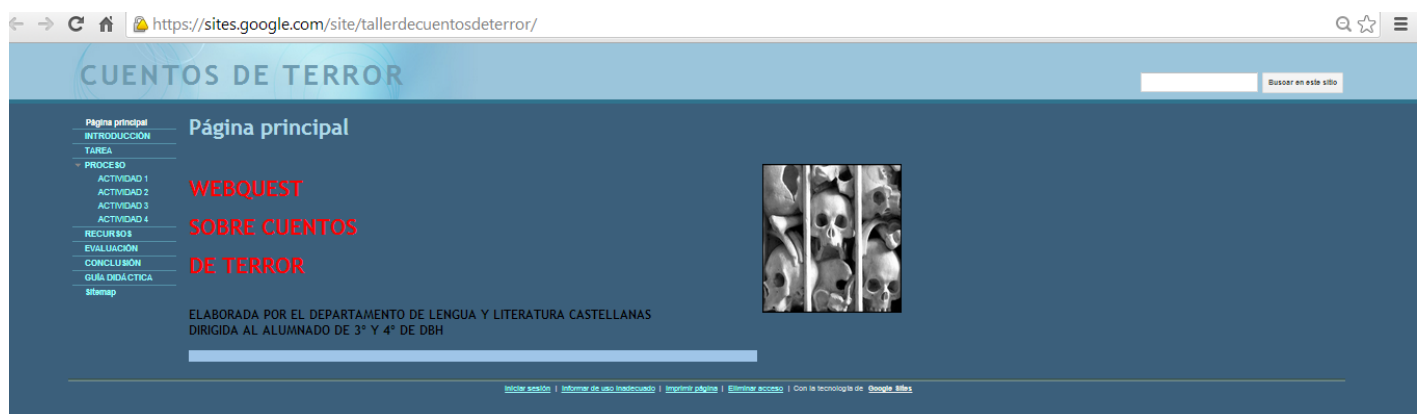 https://sites.google.com/site/tallerdecuentosdeterror/
CUENTOS DE TERROR
Buscar en este sitio
Página principal
INTRODUCCIÓN
TAREA
PROCESO
ACTIVIDAD 1
ACTIVIDAD 2
ACTIVIDAD 3
ACTIVIDAD 4
RECURSOS
EVALUACIÓN
CONCLUSIÓN
GUÍA DIDÁCTICA
Sitemap
Página principal
WEBQUEST
SOBRE CUENTOS
DE TERROR
ELABORADA POR EL DEPARTAMENTO DE LENGUA Y LITERATURA CASTELLANAS
DIRIGIDA AL ALUMNADO DE 3º Y 4º DE DBH
Iniciar sesión | Informar de uso inadecuado | Imprimir página | Eliminar acceso | Con la tecnología de Google Sites